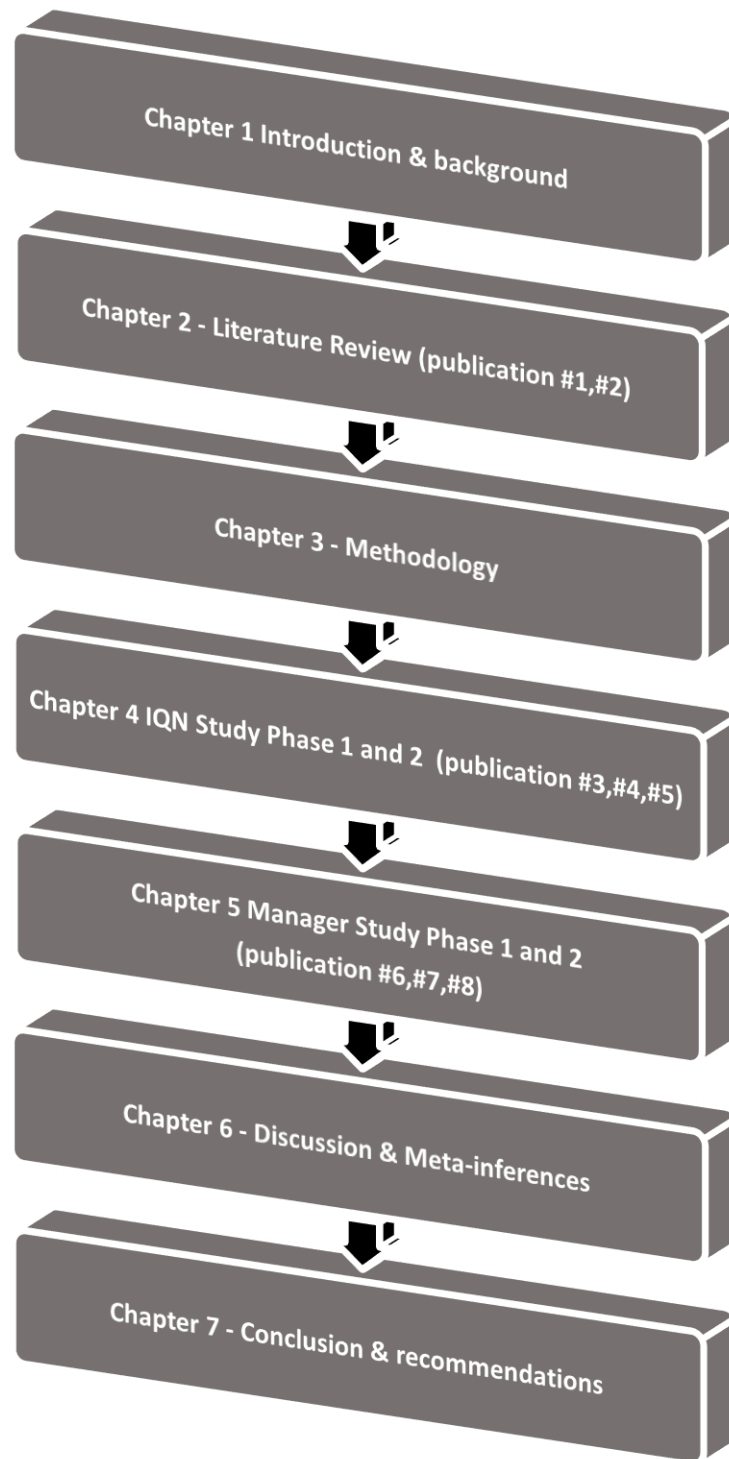 Chapter 1 Introduction & background
Chapter 2 - Literature Review (publication #1,#2)
Chapter 3 - Methodology
Chapter 4 IQN Study Phase 1 and 2 (publication #3,#4,#5)
Chapter 5 Manager Study Phase 1 and 2
(publication #6,#7,#8)
Chapter 6 - Discussion & Meta-inferences
Chapter 7 - Conclusion & recommendations